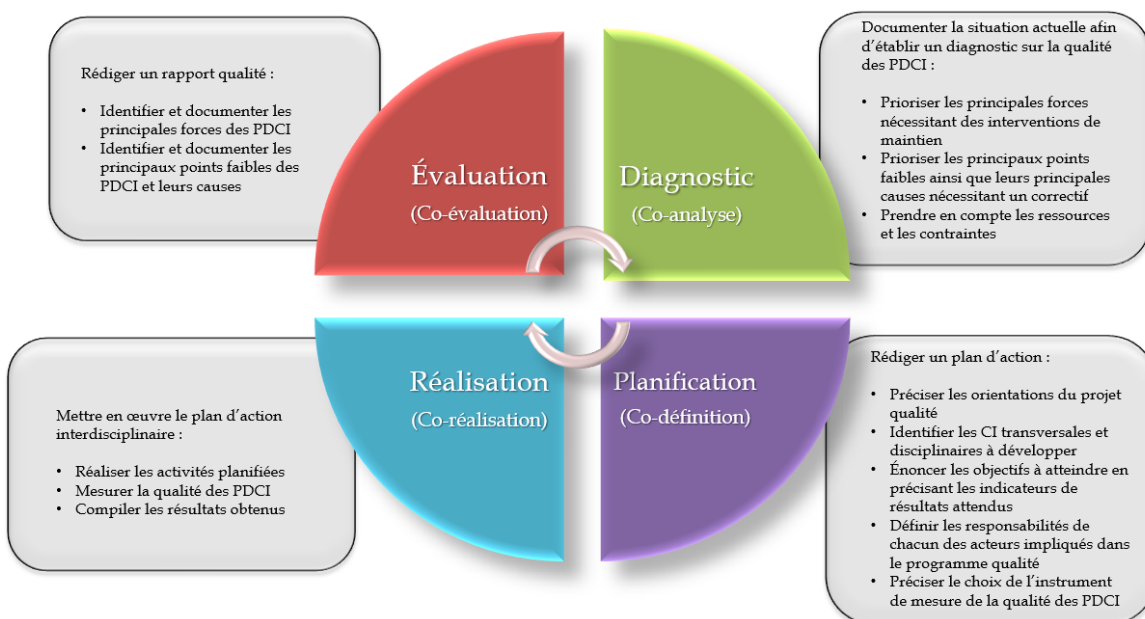 Rédiger un rapport qualité :
• Identifier et documenter les
principales forces des PDCI
• Identifier et documenter les
principaux points faibles des
PDCI et leurs causes
Évaluation
(Co-évaluation)
Diagnostic
(Co-analyse)
Documenter la situation actuelle afin
d’établir un diagnostic sur la qualité
des PDCI :
• Prioriser les principales forces
nécessitant des interventions de
maintien
• Prioriser les principaux points
faibles ainsi que leurs principales
causes nécessitant un correctif
• Prendre en compte les ressources
et les contraintes
Mettre en œuvre le plan d’action
interdisciplinaire :
• Réaliser les activités planifiées
• Mesurer la qualité des PDCI
• Compiler les résultats obtenus
Réalisation
(Co-réalisation)
Planification
(Co-définition)
Rédiger un plan d’action :
• Préciser les orientations du projet
qualité
• Identifier les CI transversales et
disciplinaires à développer
• Énoncer les objectifs à atteindre en
précisant les indicateurs de
résultats attendus
• Définir les responsabilités de
chacun des acteurs impliqués dans
le programme qualité
• Préciser le choix de l’instrument
de mesure de la qualité des PDCI